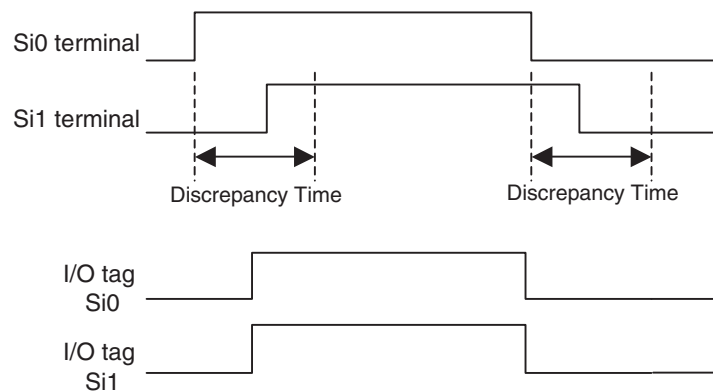 Si0 terminal
Si1 terminal
Discrepancy Time
Discrepancy Time
I/O tag
Si0
I/O tag
Si1